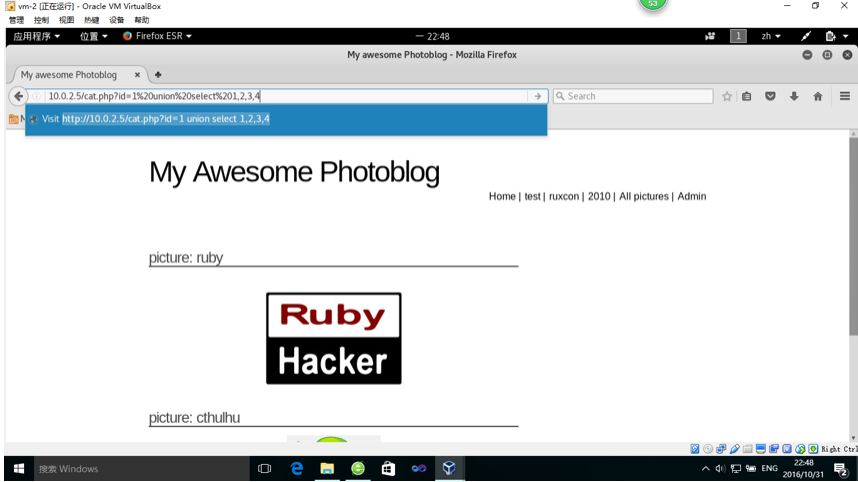 53
vm-2 [正在运行] - Oracle VM VirtualBox
管理 控制 视图 热键 设备 帮助
应用程序 位置 Firefox ESR 22:48 1 zh
My awesome Photoblog - Mozilla Firefox
My awesome Photoblog
10.0.2.5/cat.php?id=1%20union%20select%201,2,3,4 Search
Visit http://10.0.2.5/cat.php?id=1 union select 1,2,3,4
My Awesome Photoblog
Home | test | ruxcon | 2010 | All pictures | Admin
picture: ruby
Ruby
Hacker
picture: cthulhu
Right Ctrl
搜索 Windows
ENG
22:48
2016/10/31
2